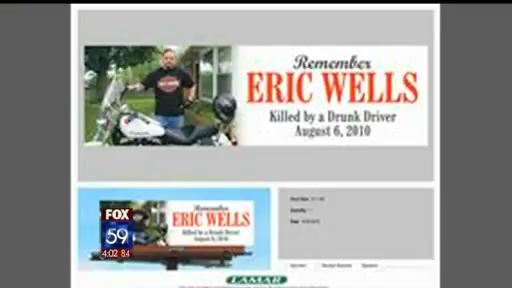 Remember
ERIC WELLS
Killed by a Drunk Driver
August 6, 2010
Remember
ERIC WELLS
Killed by a Drunk Driver
August 6, 2010
FOX
59
4:02 84
LAMAR